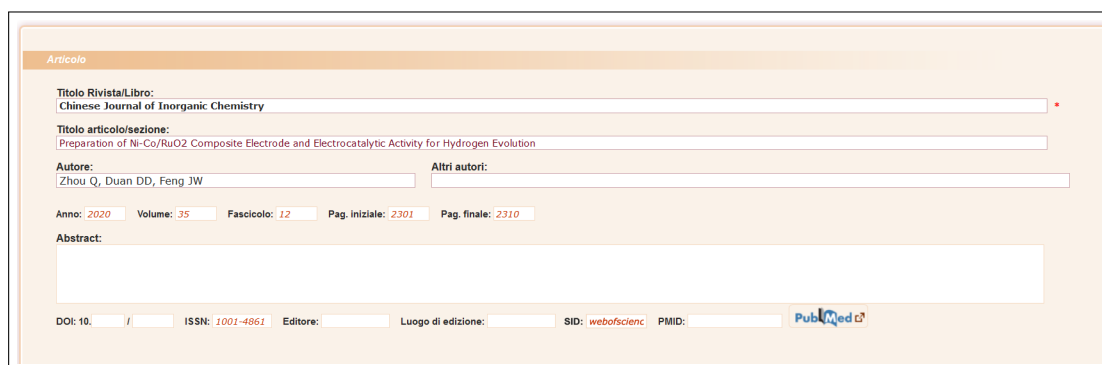 Articolo
Titolo Rivista/Libro:
Chinese Journal of Inorganic Chemistry *
Titolo articolo/sezione:
Preparation of Ni-Co/RuO2 Composite Electrode and Electrocatalytic Activity for Hydrogen Evolution
Autore: Altri autori:
Zhou Q, Duan DD, Feng JW
Anno: 2020 Volume: 35 Fascicolo: 12 Pag. iniziale: 2301 Pag. finale: 2310
Abstract:
DOI: 10. / ISSN: 1001-4861 Editore: Luogo di edizione: SID: webofscienc PMID: PubMed